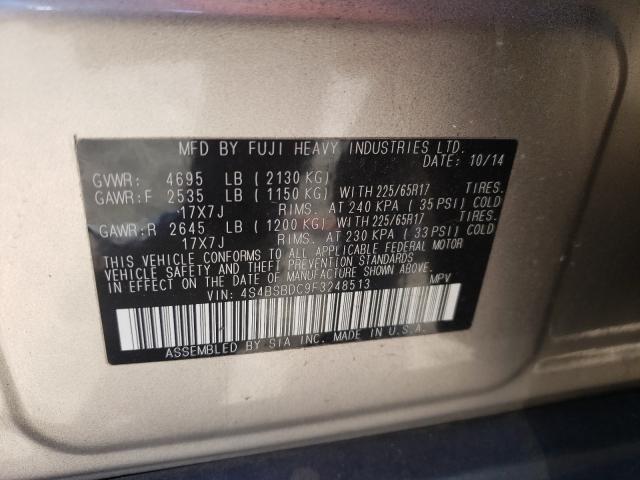 MFD BY FUJI HEAVY INDUSTRIES LTD.
DATE: 10/14
GVWR: 4695 LB ( 2130 KG)
GAWR:F 2535 LB ( 1150 KG) WITH 225/65R17 TIRES.
17X7J RIMS. AT 240 KPA ( 35 PSI) COLD
GAWR:R 2645 LB ( 1200 KG) WITH 225/65R17 TIRES.
17X7J RIMS. AT 230 KPA ( 33 PSI) COLD
THIS VEHICLE CONFORMS TO ALL APPLICABLE FEDERAL MOTOR
VEHICLE SAFETY AND BUMPER STANDARDS IN EFFECT ON THE
DATE OF MANUFACTURE SHOWN ABOVE.
VIN: 4S4BSBDC9F3248513 MPV
ASSEMBLED BY SIA INC. MADE IN U.S.A.